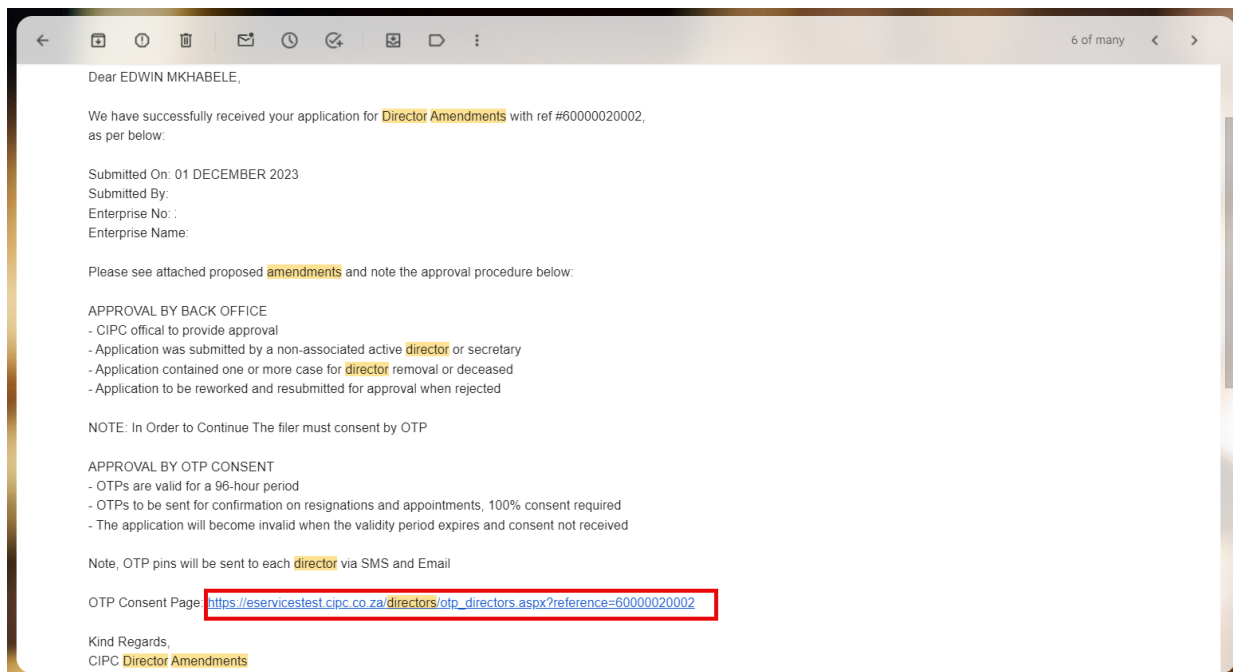 6 of many
Dear EDWIN MKHABELE,
We have successfully received your application for Director Amendments with ref #60000020002,
as per below:
Submitted On: 01 DECEMBER 2023
Submitted By:
Enterprise No: :
Enterprise Name:
Please see attached proposed amendments and note the approval procedure below:
APPROVAL BY BACK OFFICE
- CIPC offical to provide approval
- Application was submitted by a non-associated active director or secretary
- Application contained one or more case for director removal or deceased
- Application to be reworked and resubmitted for approval when rejected
NOTE: In Order to Continue The filer must consent by OTP
APPROVAL BY OTP CONSENT
- OTPs are valid for a 96-hour period
- OTPs to be sent for confirmation on resignations and appointments, 100% consent required
- The application will become invalid when the validity period expires and consent not received
Note, OTP pins will be sent to each director via SMS and Email
OTP Consent Page: https://eservicestest.cipc.co.za/directors/otp_directors.aspx?reference=60000020002
Kind Regards,
CIPC Director Amendments